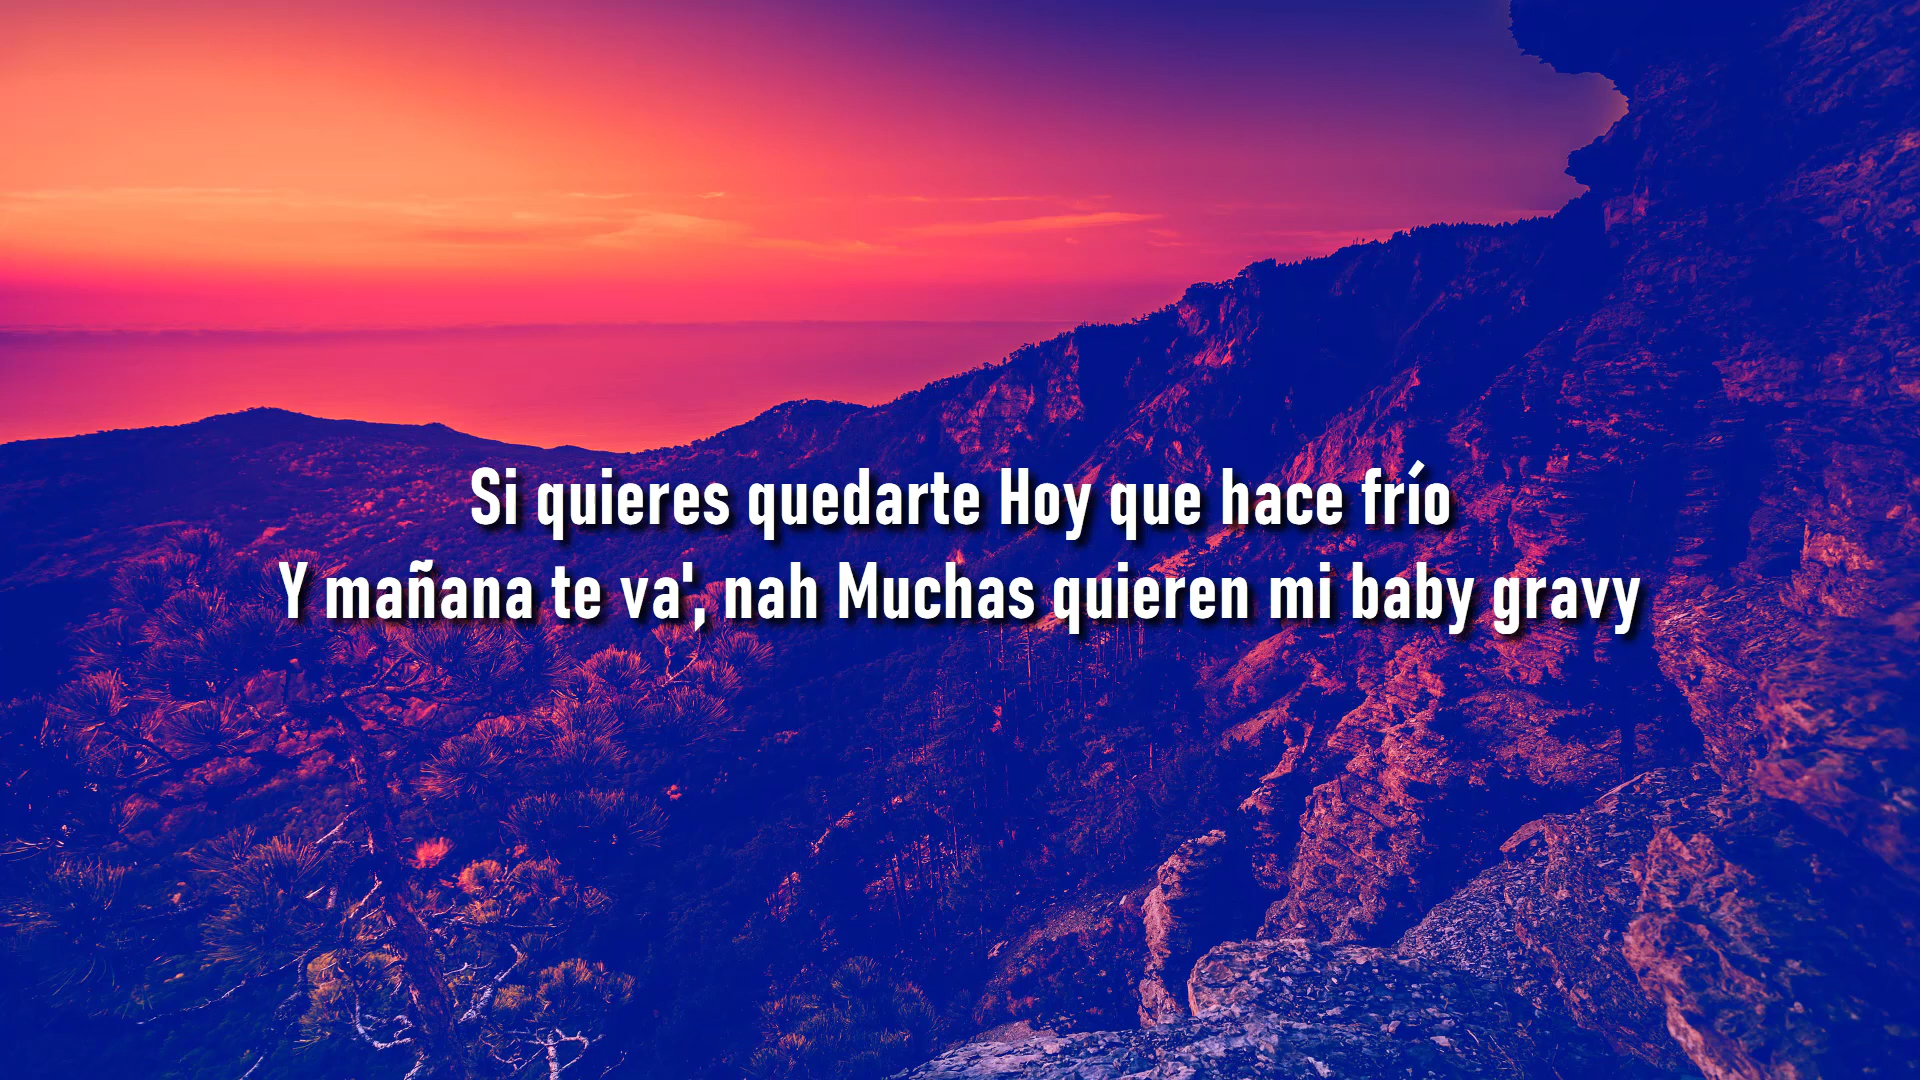 Si quieres quedarte Hoy que hace frío
Y mañana te va', nah Muchas quieren mi baby gravy